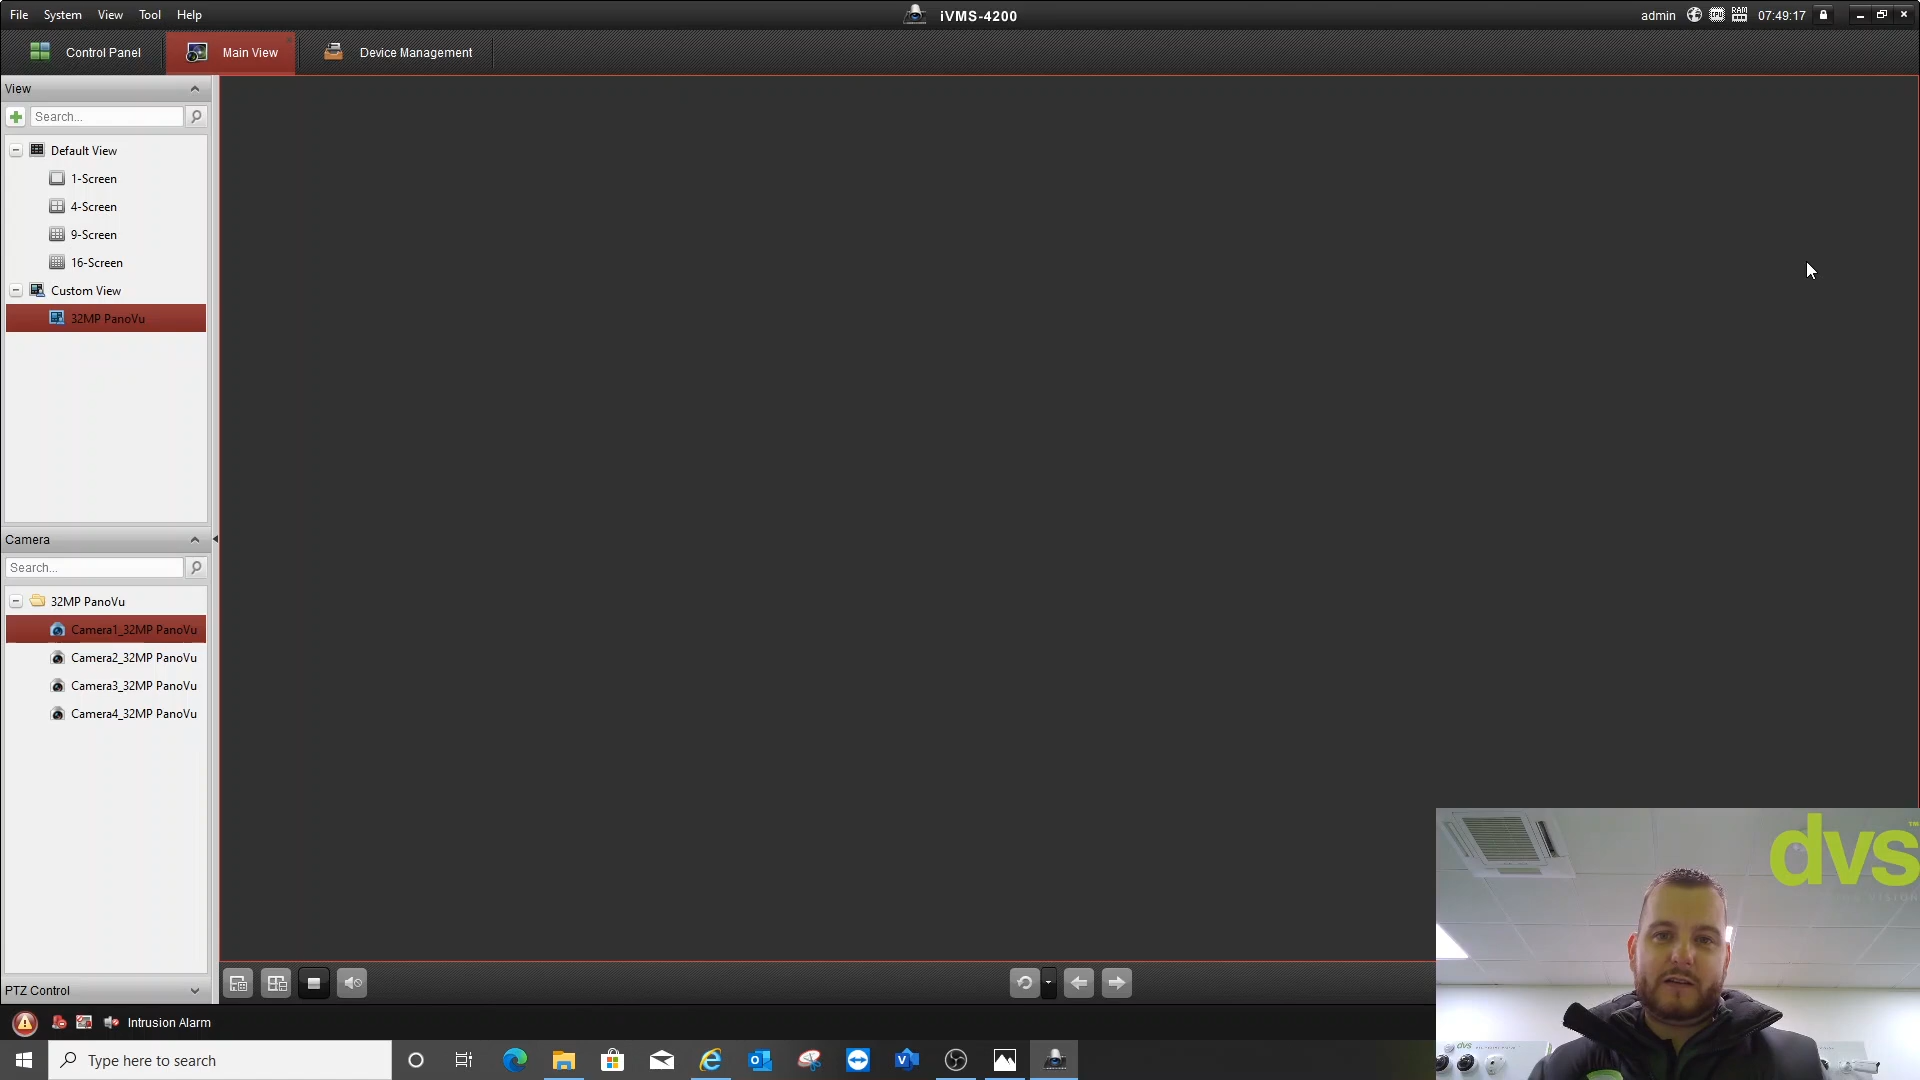 File System View Tool Help
iVMS-4200
admin
RAM
07:49:17
Control Panel
Main View
Device Management
View
Search...
Default View
1-Screen
4-Screen
9-Screen
16-Screen
Custom View
32MP PanoVu
Camera
Search...
32MP PanoVu
Camera1_32MP PanoVu
Camera2_32MP PanoVu
Camera3_32MP PanoVu
Camera4_32MP PanoVu
PTZ Control
Intrusion Alarm
Type here to search
dvs™
dvs